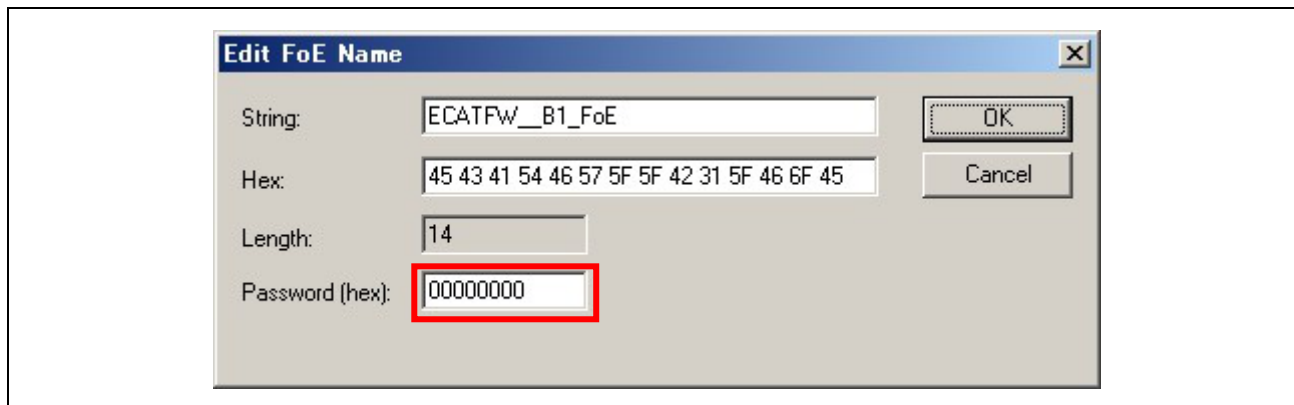 Edit FoE Name
String: ECATFW__B1_FoE OK
Hex: 45 43 41 54 46 57 5F 5F 42 31 5F 46 6F 45 Cancel
Length: 14
Password (hex): 00000000